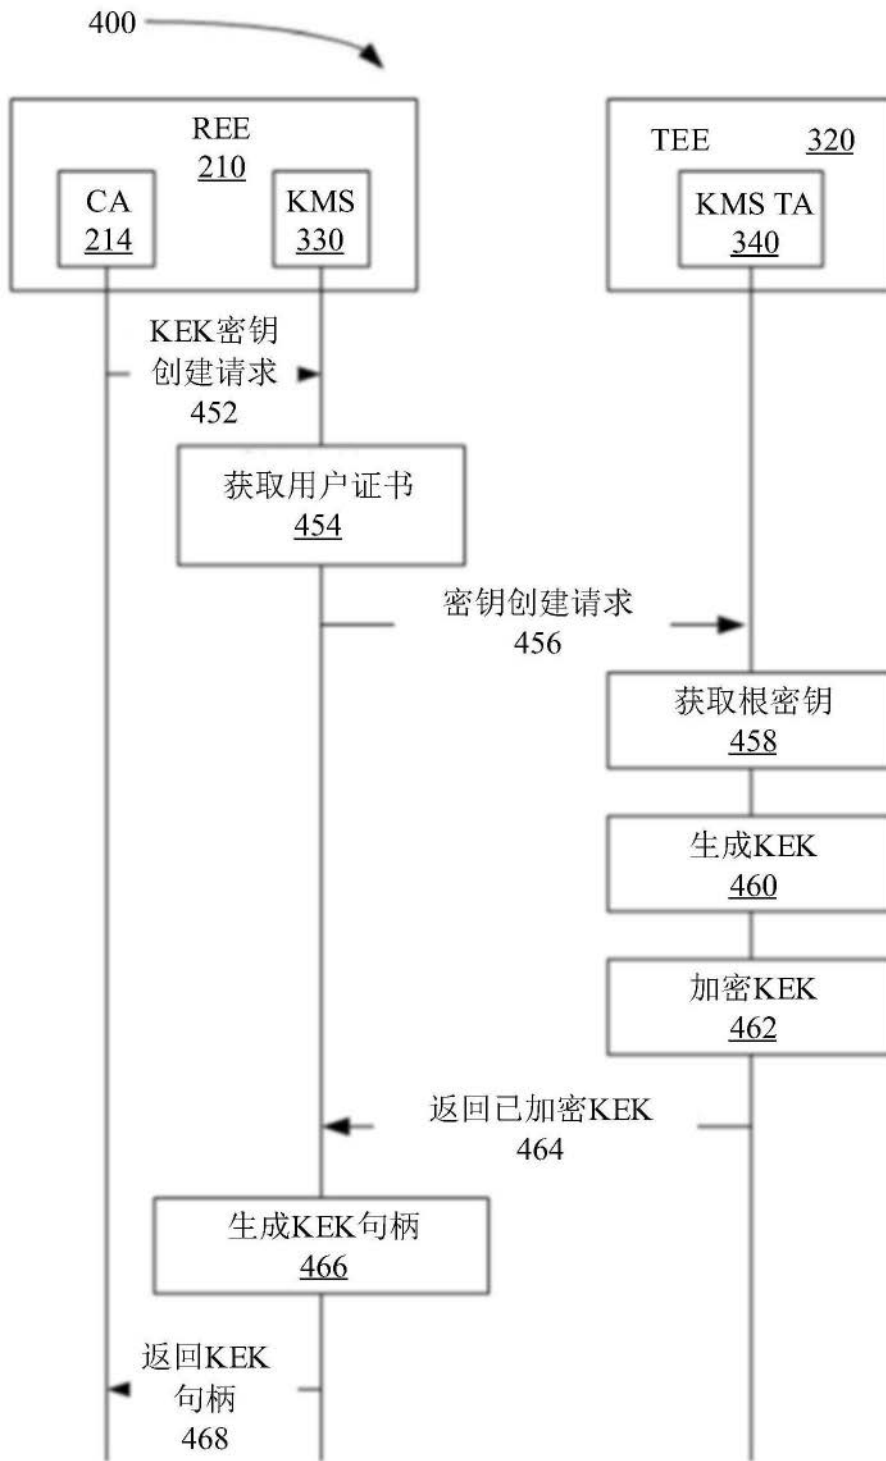 400
REE
210
CA
214
KMS
330
TEE
320
KMS TA
340
KEK密钥
创建请求
452
获取用户证书
454
密钥创建请求
456
获取根密钥
458
生成KEK
460
加密KEK
462
返回已加密KEK
464
生成KEK句柄
466
返回KEK
句柄
468